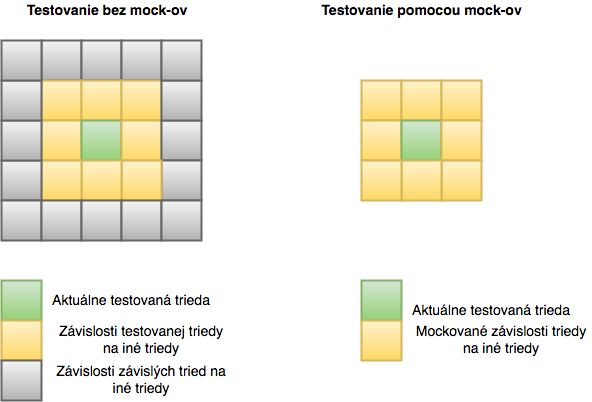 Testovanie bez mock-ov
Testovanie pomocou mock-ov
Aktuálne testovaná trieda
Závislosti testovanej triedy
na iné triedy
Závislosti závislých tried na
iné triedy
Aktuálne testovaná trieda
Mockované závislosti triedy
na iné triedy